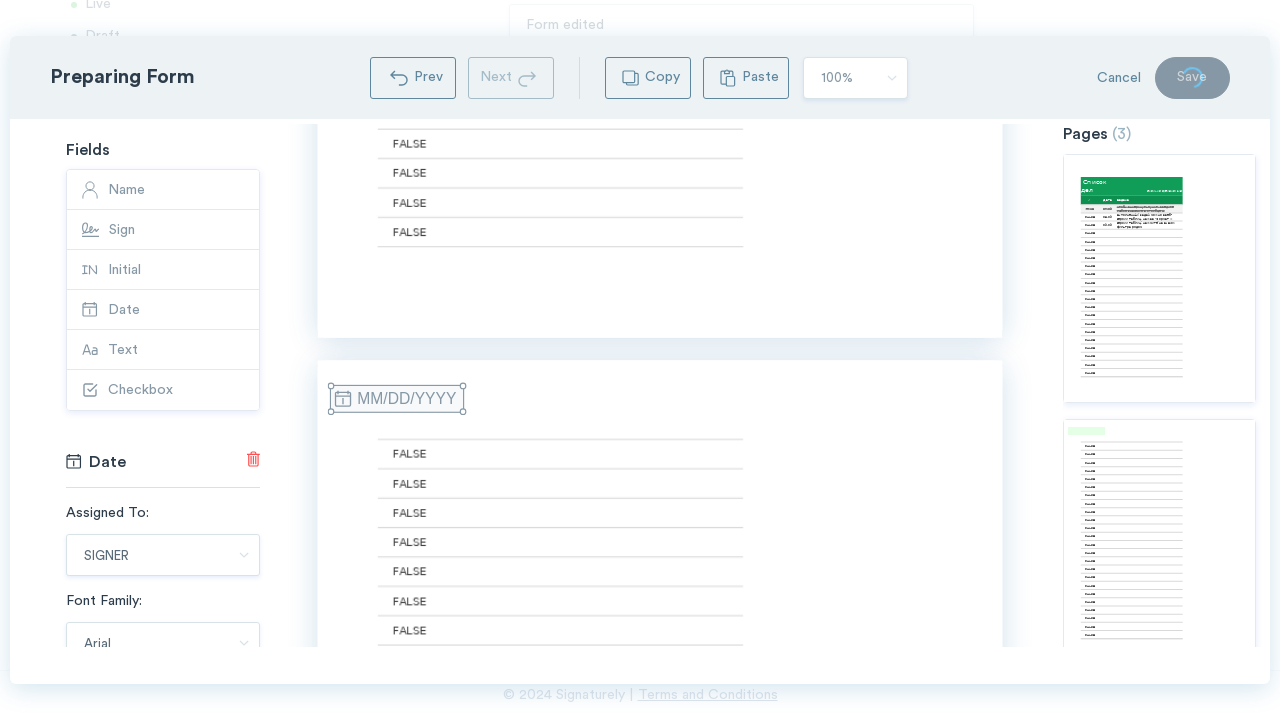 Live
Draft
Form edited
Preparing Form
Prev
Next
Copy
Paste
100%
Cancel
Save
Fields
Name
Sign
Initial
Date
Text
Checkbox
Date
Assigned To:
SIGNER
Font Family:
Arial
FALSE
FALSE
FALSE
FALSE
MM/DD/YYYY
FALSE
FALSE
FALSE
FALSE
FALSE
FALSE
FALSE
Pages (3)
Список
дел
© 2024 Signaturely | Terms and Conditions